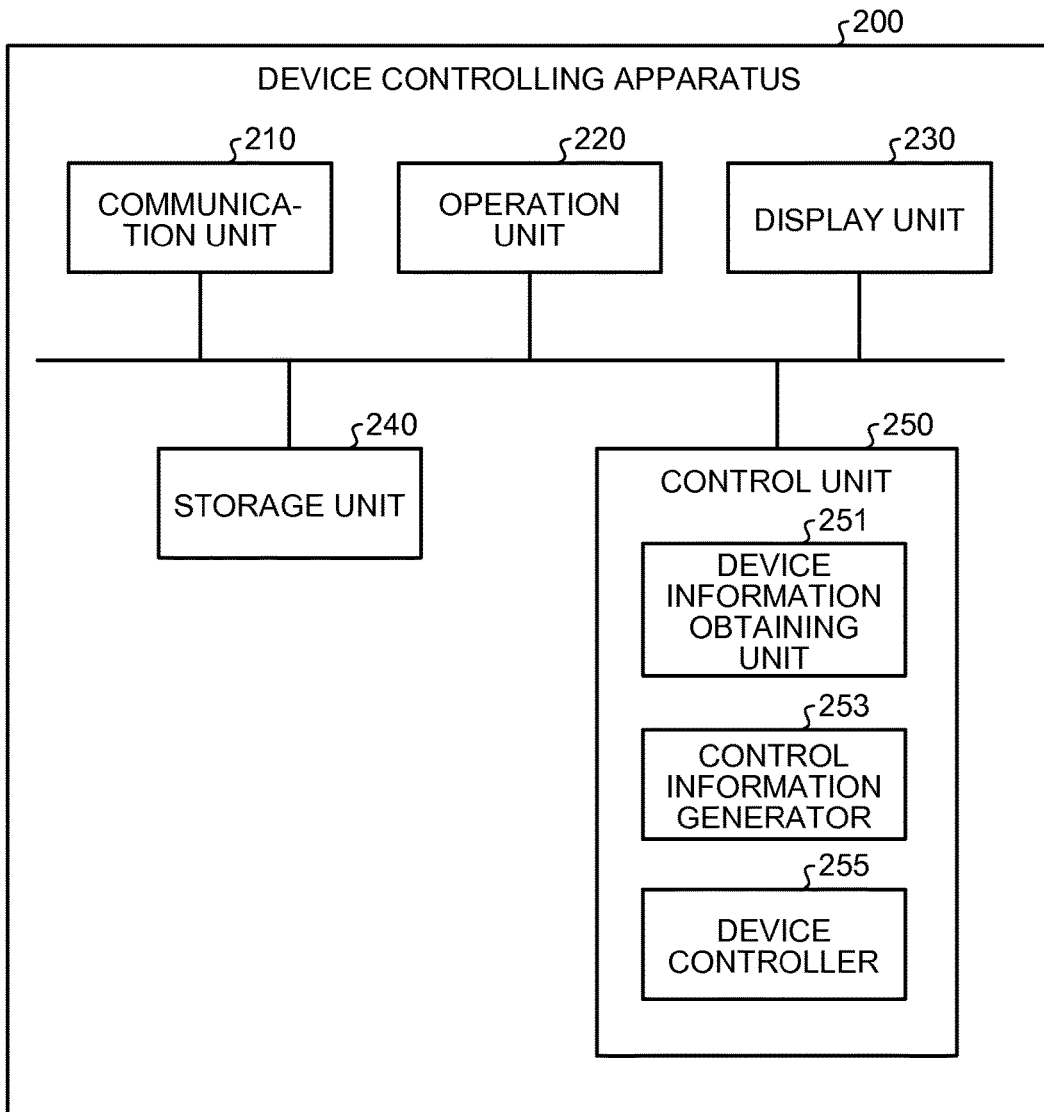 200
DEVICE CONTROLLING APPARATUS
210
COMMUNICA-
TION UNIT
220
OPERATION
UNIT
230
DISPLAY UNIT
240
STORAGE UNIT
250
CONTROL UNIT
251
DEVICE
INFORMATION
OBTAINING
UNIT
253
CONTROL
INFORMATION
GENERATOR
255
DEVICE
CONTROLLER